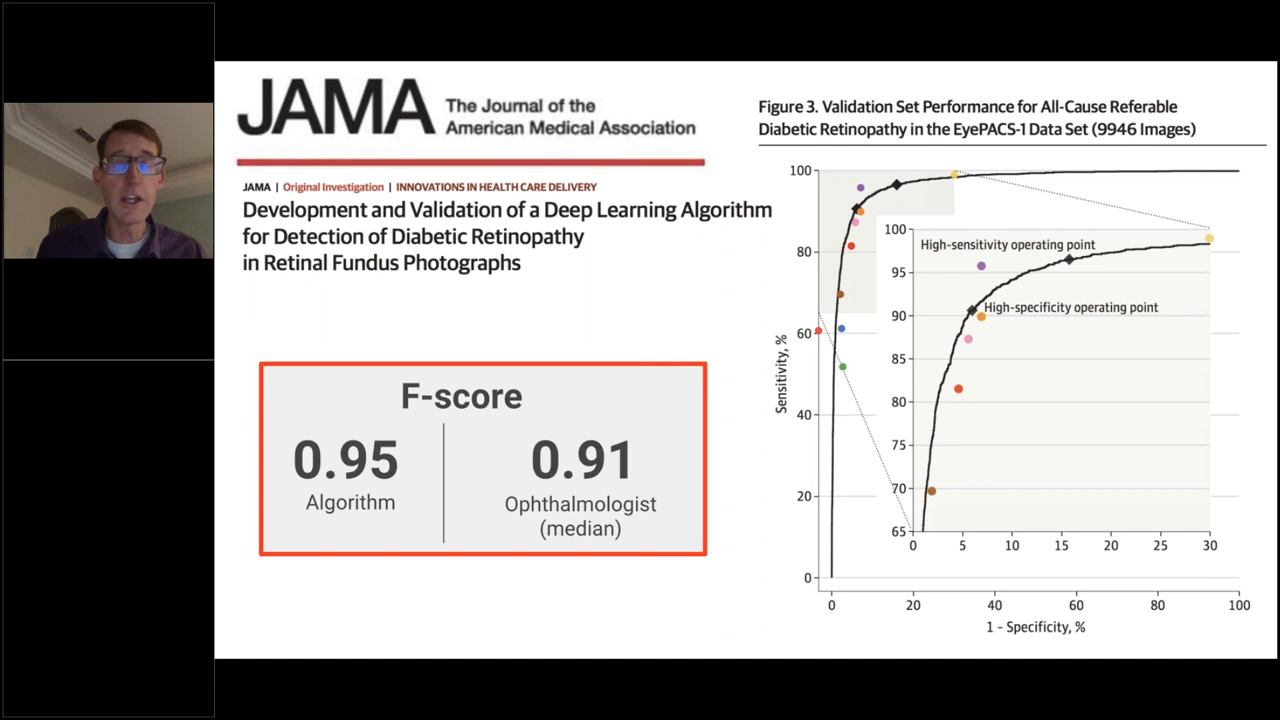 JAMA
The Journal of the
American Medical Association
JAMA | Original Investigation | INNOVATIONS IN HEALTH CARE DELIVERY
Development and Validation of a Deep Learning Algorithm
for Detection of Diabetic Retinopathy
in Retinal Fundus Photographs
F-score
0.95
Algorithm
0.91
Ophthalmologist
(median)
Figure 3. Validation Set Performance for All-Cause Referable
Diabetic Retinopathy in the EyePACS-1 Data Set (9946 Images)
100
80
60
40
20
0
Sensitivity, %
0 20 40 60 80 100
1 – Specificity, %
100
95
90
85
80
75
70
65
0 5 10 15 20 25 30
High-sensitivity operating point
High-specificity operating point